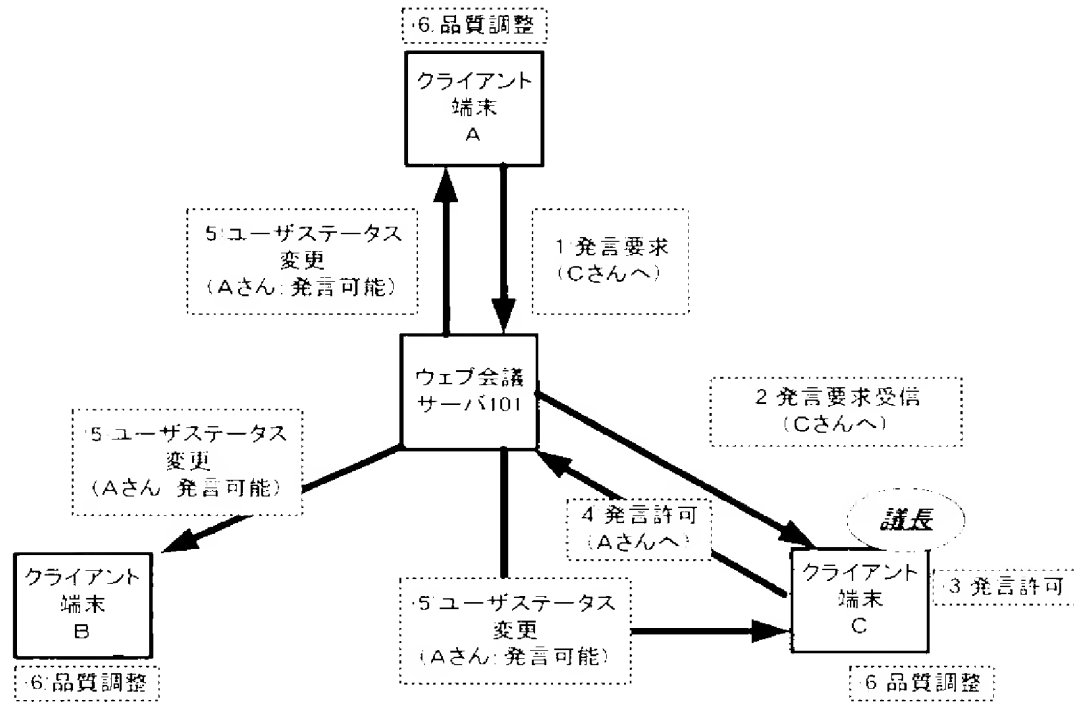 ·6:品質調整
クライアント
端末
A
5:ユーザステータス
変更
(Aさん:発言可能)
1:発言要求
(Cさんへ)
ウェブ会議
サーバ101
2 発言要求受信
(Cさんへ)
·5:ユーザステータス
変更
(Aさん 発言可能)
4 発言許可
(Aさんへ)
議長
クライアント
端末
B
·5:ユーザステータス
変更
(Aさん:発言可能)
クライアント
端末
C
·3 発言許可
·6:品質調整
·6 品質調整